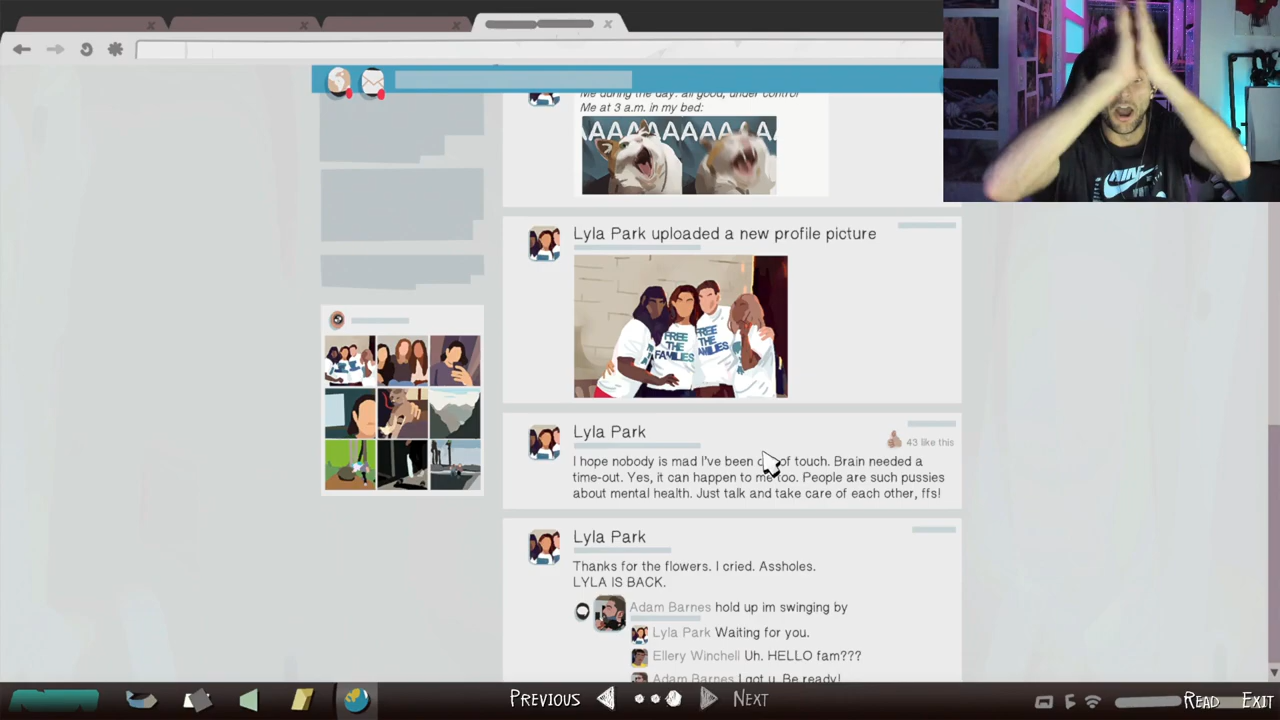 Me during the day: all good, under control
Me at 3 a.m. in my bed:
AAAAAAAAAAA
Lyla Park uploaded a new profile picture
FREE THE FAMILIES
FREE THE FAMILIES
Lyla Park
43 like this
I hope nobody is mad I've been of touch. Brain needed a
time-out. Yes, it can happen to me too. People are such pussies
about mental health. Just talk and take care of each other, ffs!
Lyla Park
Thanks for the flowers. I cried. Assholes.
LYLA IS BACK.
Adam Barnes hold up im swinging by
Lyla Park Waiting for you.
Ellery Winchell Uh. HELLO fam???
Adam Barnes I got u. Be ready!
PREVIOUS
NEXT
READ
EXIT